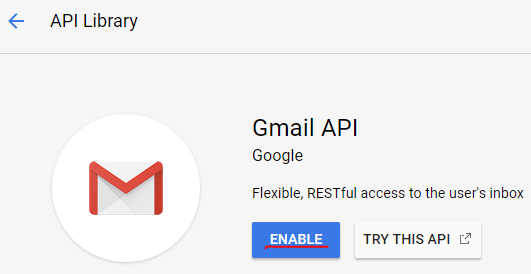 API Library
Gmail API
Google
Flexible, RESTful access to the user's inbox
ENABLE
TRY THIS API